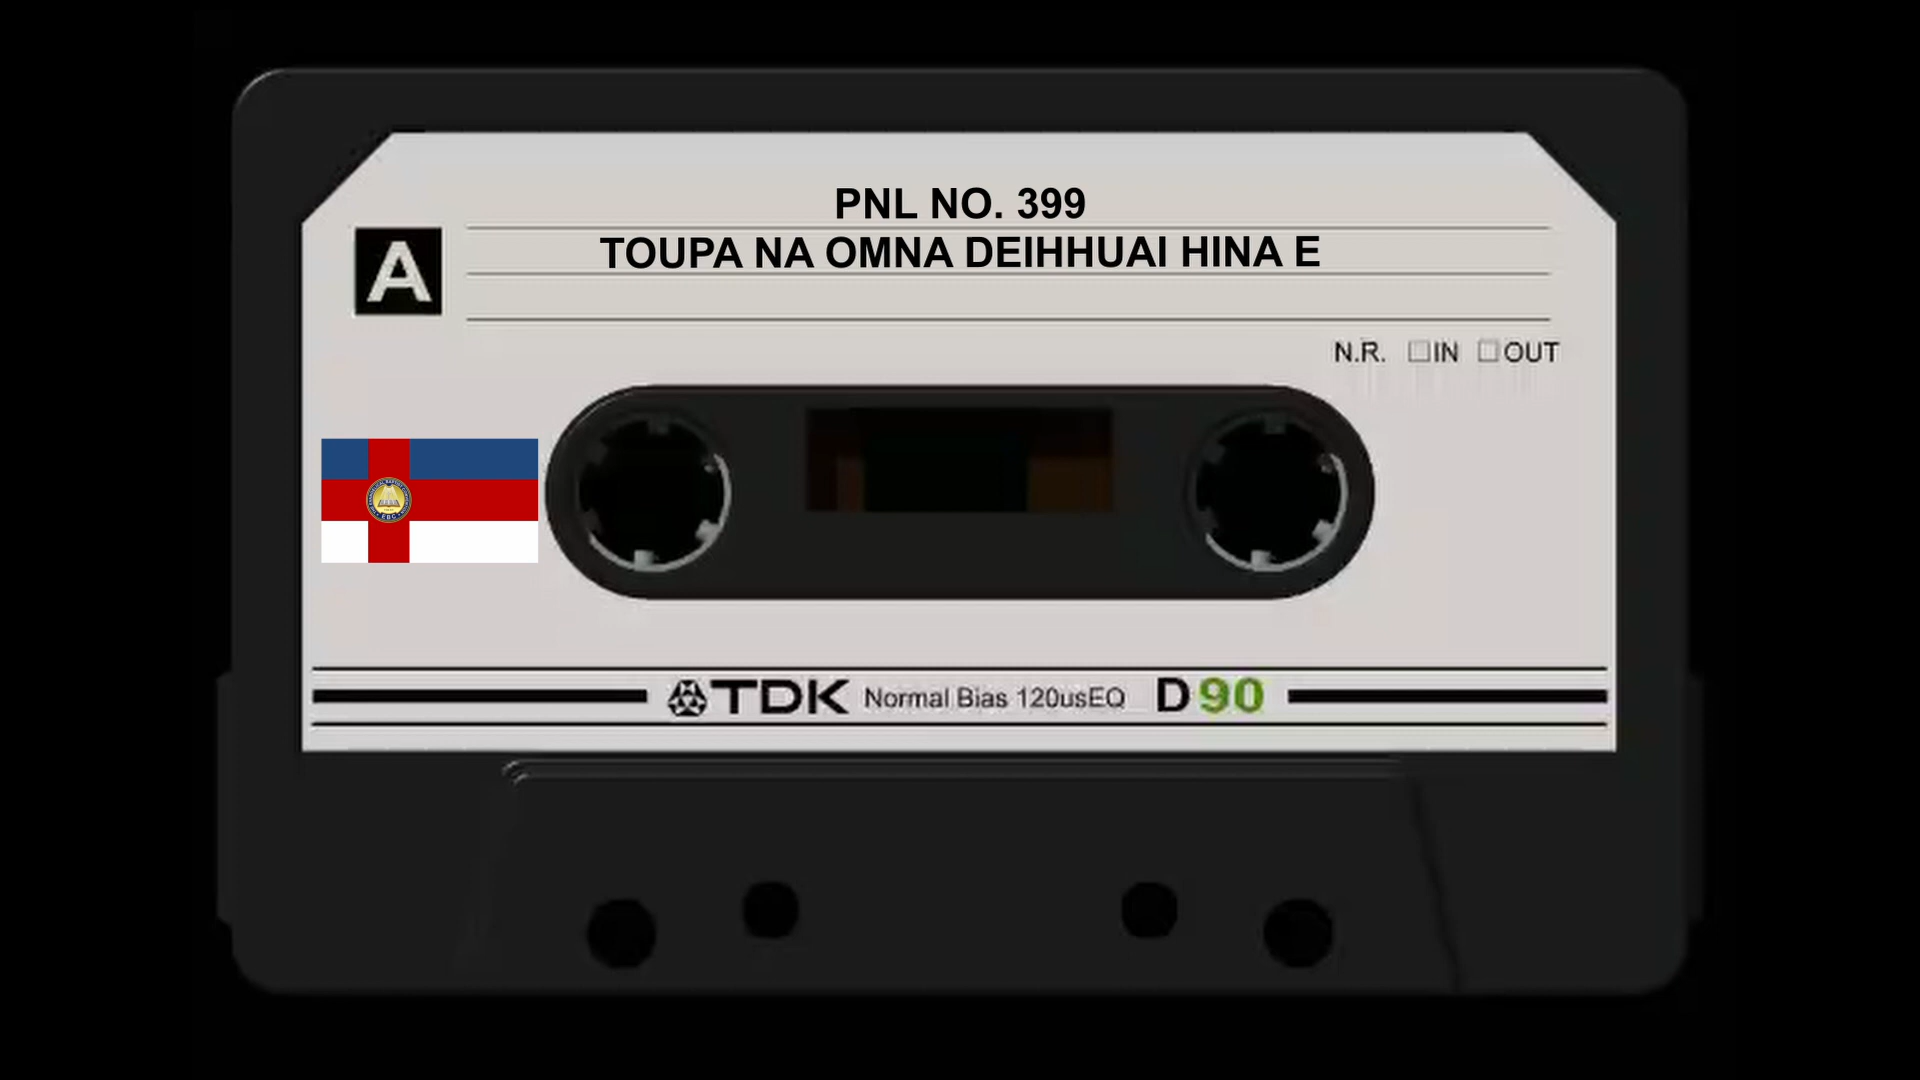 PNL NO. 399
TOUPA NA OMNA DEIHHUAI HINA E
A
N.R. IN OUT
TDK Normal Bias 120usEQ D90